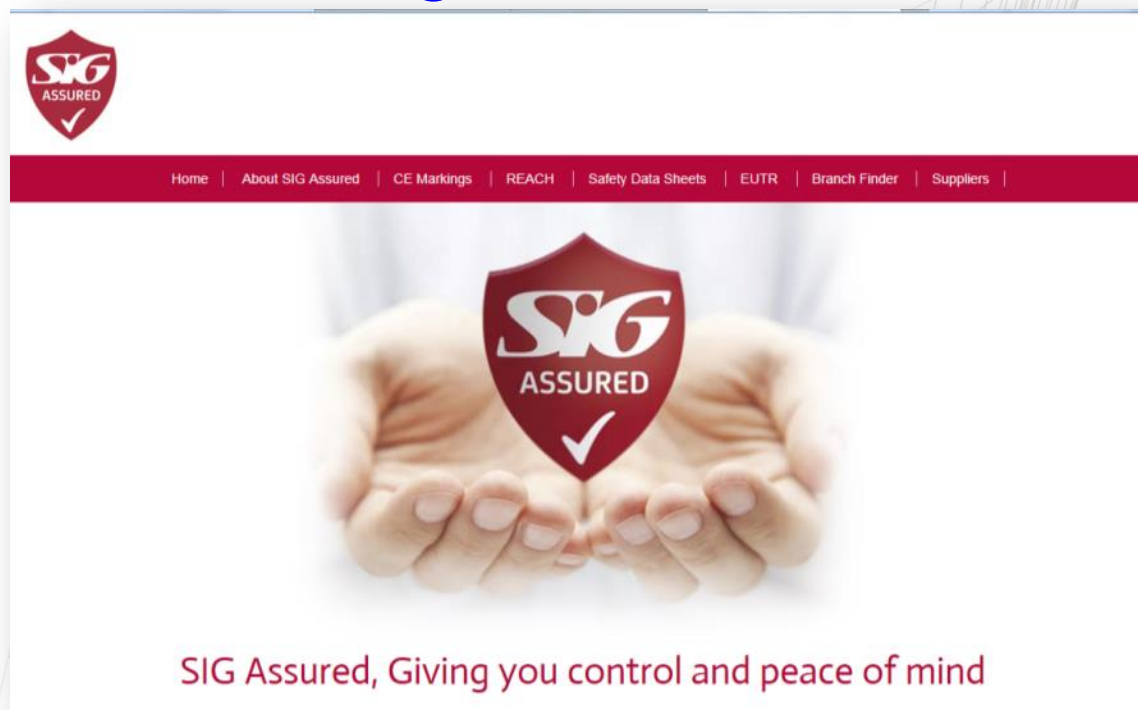 SiG
ASSURED
Home | About SIG Assured | CE Markings | REACH | Safety Data Sheets | EUTR | Branch Finder | Suppliers |
SiG
ASSURED
SIG Assured, Giving you control and peace of mind